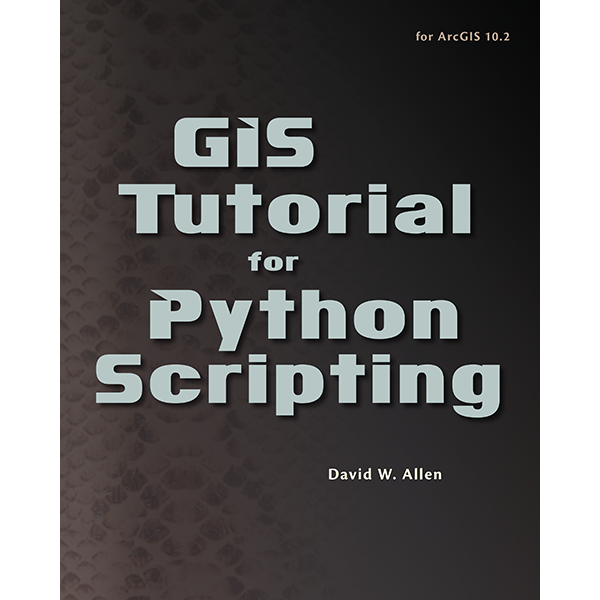 for ArcGIS 10.2
GIS
Tutorial
for
Python
Scripting
David W. Allen